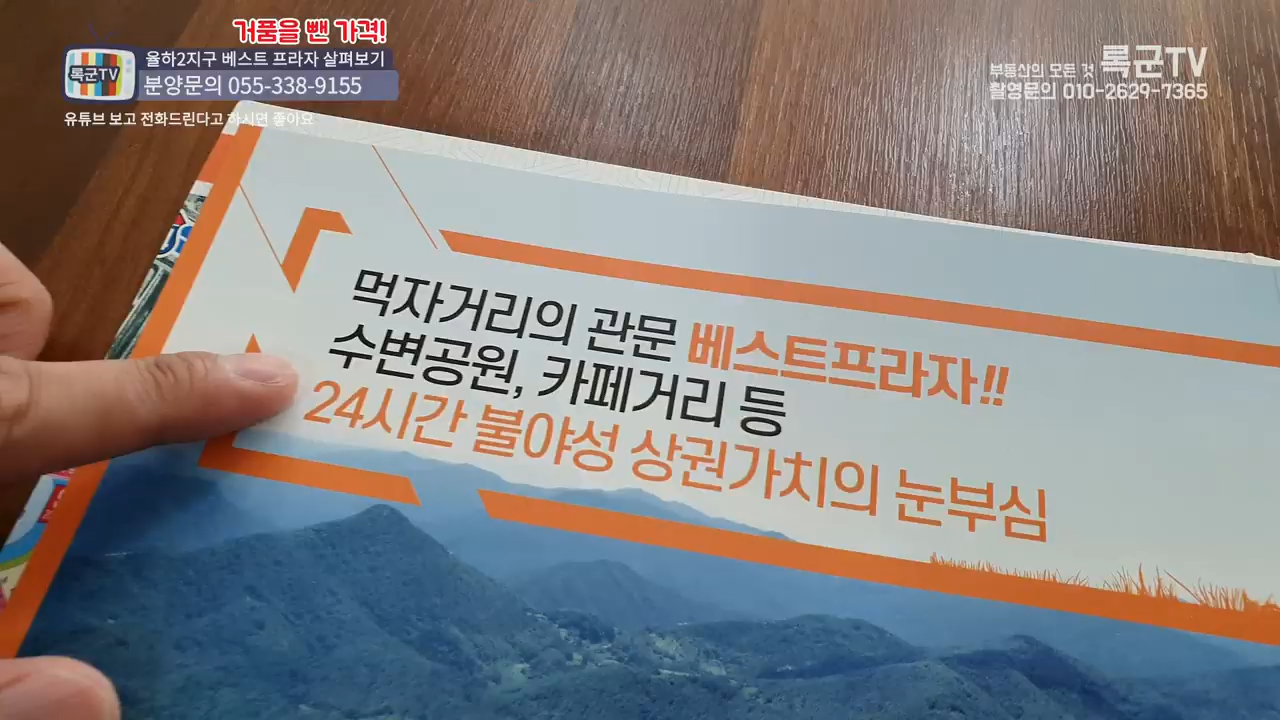 거품을 뺀 가격!
율하2지구 베스트 프라자 살펴보기
분양문의 055-338-9155
록군TV
유튜브 보고 전화드린다고 하시면 좋아요
부동산의 모든 것 록군TV
촬영문의 010-2629-7365
먹자거리의 관문 베스트프라자!!
수변공원, 카페거리 등
24시간 불야성 상권가치의 눈부심